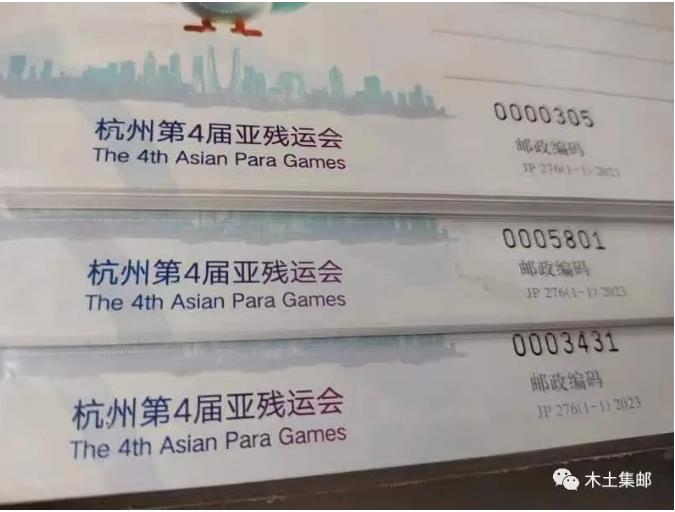 杭州第4届亚残运会
The 4th Asian Para Games
0000305
邮政编码
JP 276(1-1) 2023
杭州第4届亚残运会
The 4th Asian Para Games
0005801
邮政编码
JP 276(1-1) 2023
杭州第4届亚残运会
The 4th Asian Para Games
0003431
邮政编码
JP 276(1-1) 2023
木土集邮